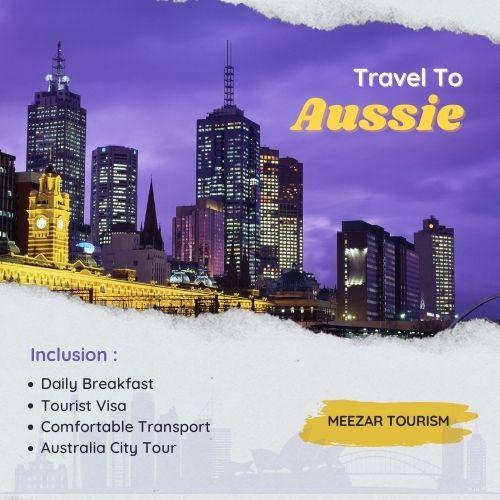 Travel To
Aussie
Inclusion :
• Daily Breakfast
• Tourist Visa
• Comfortable Transport
• Australia City Tour
MEEZAR TOURISM